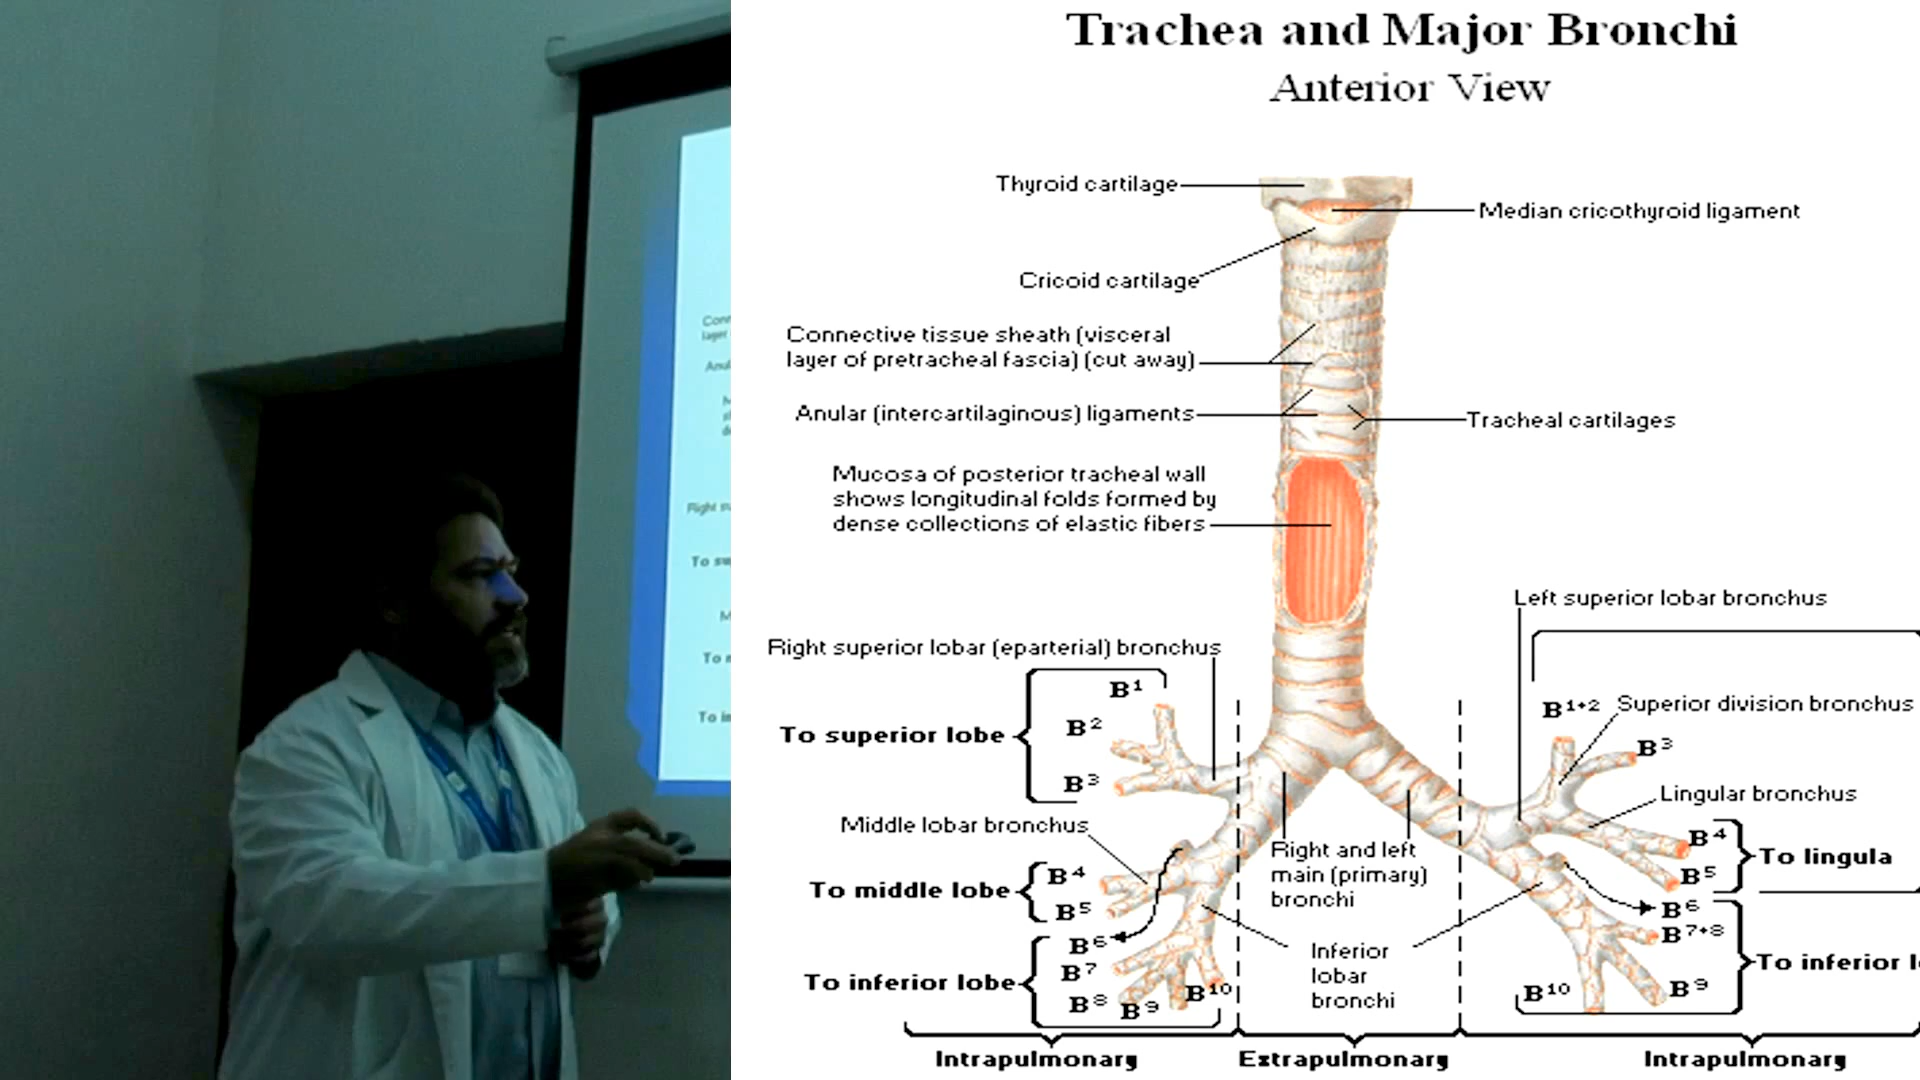 Trachea and Major Bronchi
Anterior View
Thyroid cartilage
Median cricothyroid ligament
Cricoid cartilage
Connective tissue sheath (visceral
layer of pretracheal fascia) (cut away)
Anular (intercartilaginous) ligaments
Tracheal cartilages
Mucosa of posterior tracheal wall
shows longitudinal folds formed by
dense collections of elastic fibers
Left superior lobar bronchus
Right superior lobar (eparterial) bronchus
B1
B2
To superior lobe
B3
B1+2
Superior division bronchus
B3
Lingular bronchus
Middle lobar bronchus
B4
To middle lobe
B5
Right and left
main (primary)
bronchi
B4
To lingula
B5
B6
B7
To inferior lobe
B8
B9
B10
Inferior
lobar
bronchi
B6
B7+8
To inferior
B10
B9
Intrapulmonary
Extrapulmonary
Intrapulmonary
layer
Right
To
To
To